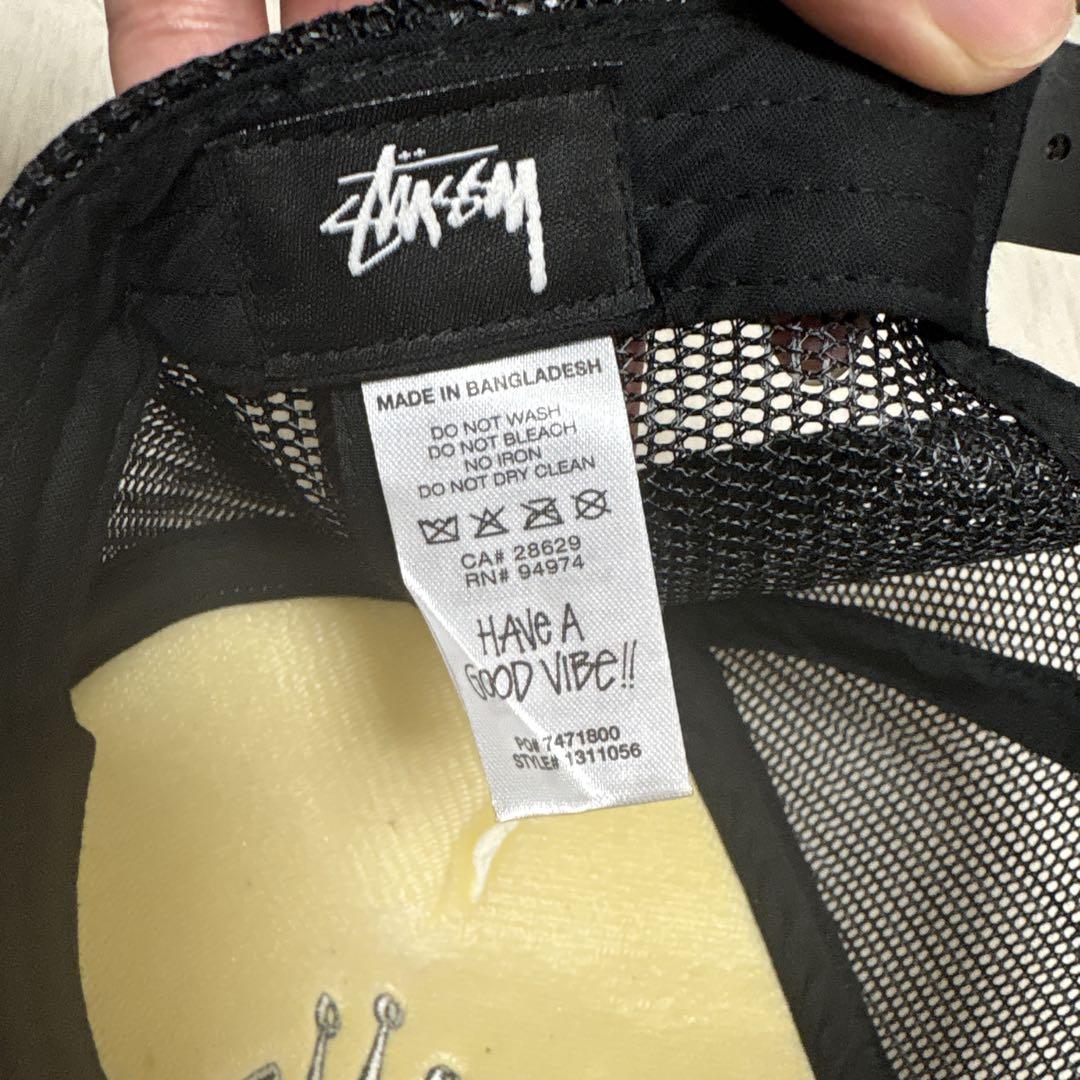 Stüssy
MADE IN BANGLADESH
DO NOT WASH
DO NOT BLEACH
NO IRON
DO NOT DRY CLEAN
CA# 28629
RN# 94974
HAVE A
GOOD VIBE!!
PO# 7471800
STYLE# 1311056